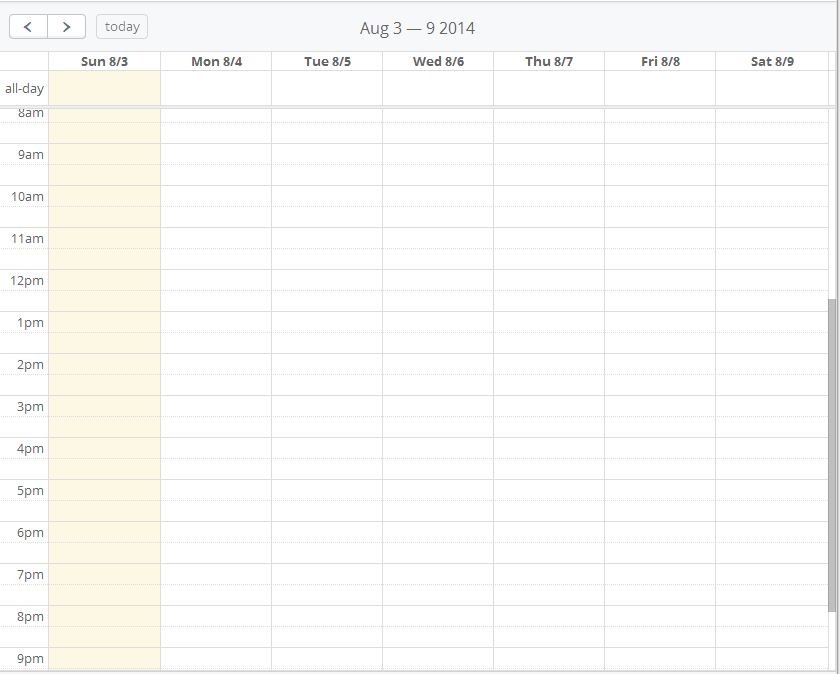 today
Aug 3 — 9 2014
Sun 8/3 Mon 8/4 Tue 8/5 Wed 8/6 Thu 8/7 Fri 8/8 Sat 8/9
all-day
8am
9am
10am
11am
12pm
1pm
2pm
3pm
4pm
5pm
6pm
7pm
8pm
9pm